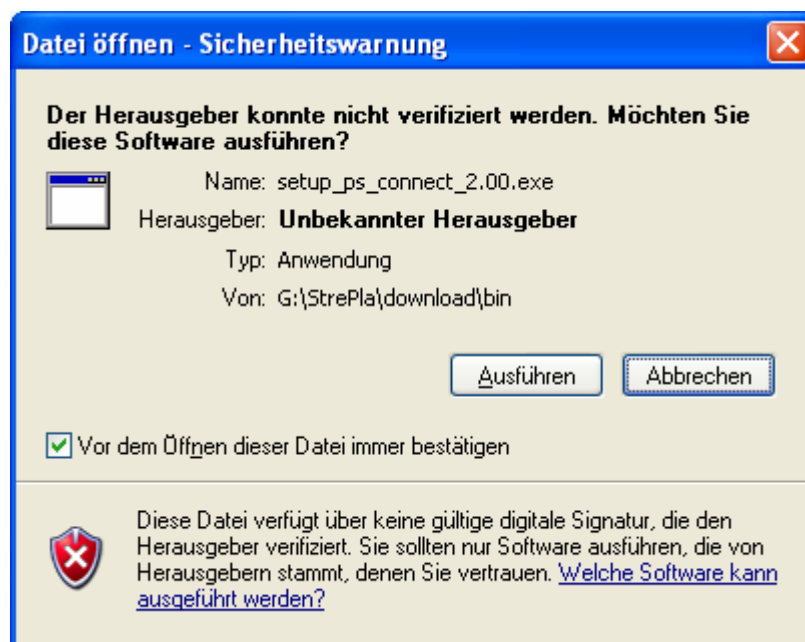 Datei öffnen - Sicherheitswarnung
Der Herausgeber konnte nicht verifiziert werden. Möchten Sie
diese Software ausführen?
Name: setup_ps_connect_2.00.exe
Herausgeber: Unbekannter Herausgeber
Typ: Anwendung
Von: G:\StrePla\download\bin
Ausführen Abbrechen
Vor dem Öffnen dieser Datei immer bestätigen
Diese Datei verfügt über keine gültige digitale Signatur, die den
Herausgeber verifiziert. Sie sollten nur Software ausführen, die von
Herausgebern stammt, denen Sie vertrauen. Welche Software kann
ausgeführt werden?